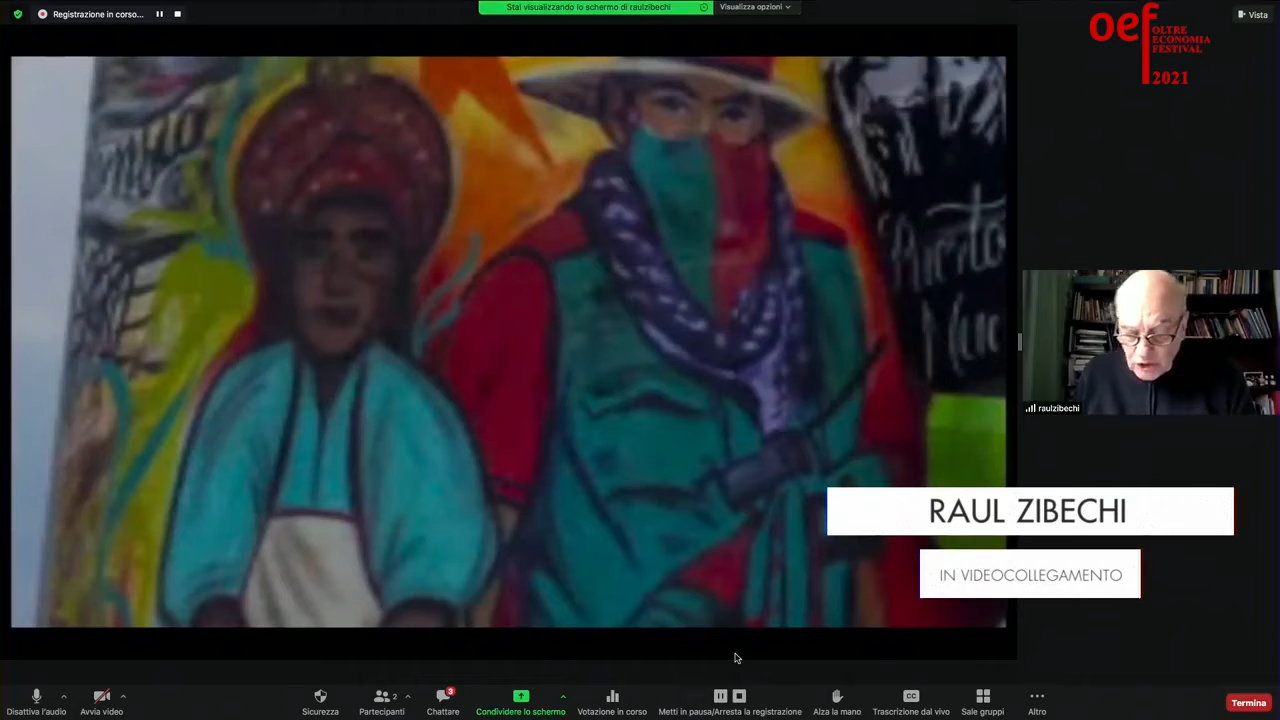 Registrazione in corso...
Stai visualizzando lo schermo di raulzibechi
Visualizza opzioni
Vista
oef
OLTRE
ECONOMIA
FESTIVAL
2021
raulzibechi
RAUL ZIBECHI
IN VIDEOCOLLEGAMENTO
Disattiva l'audio
Avvia video
Sicurezza
2
Partecipanti
3
Chattare
Condividere lo schermo
Votazione in corso
Metti in pausa/Arresta la registrazione
Alza la mano
CC
Trascrizione dal vivo
Sale gruppi
Altro
Termina